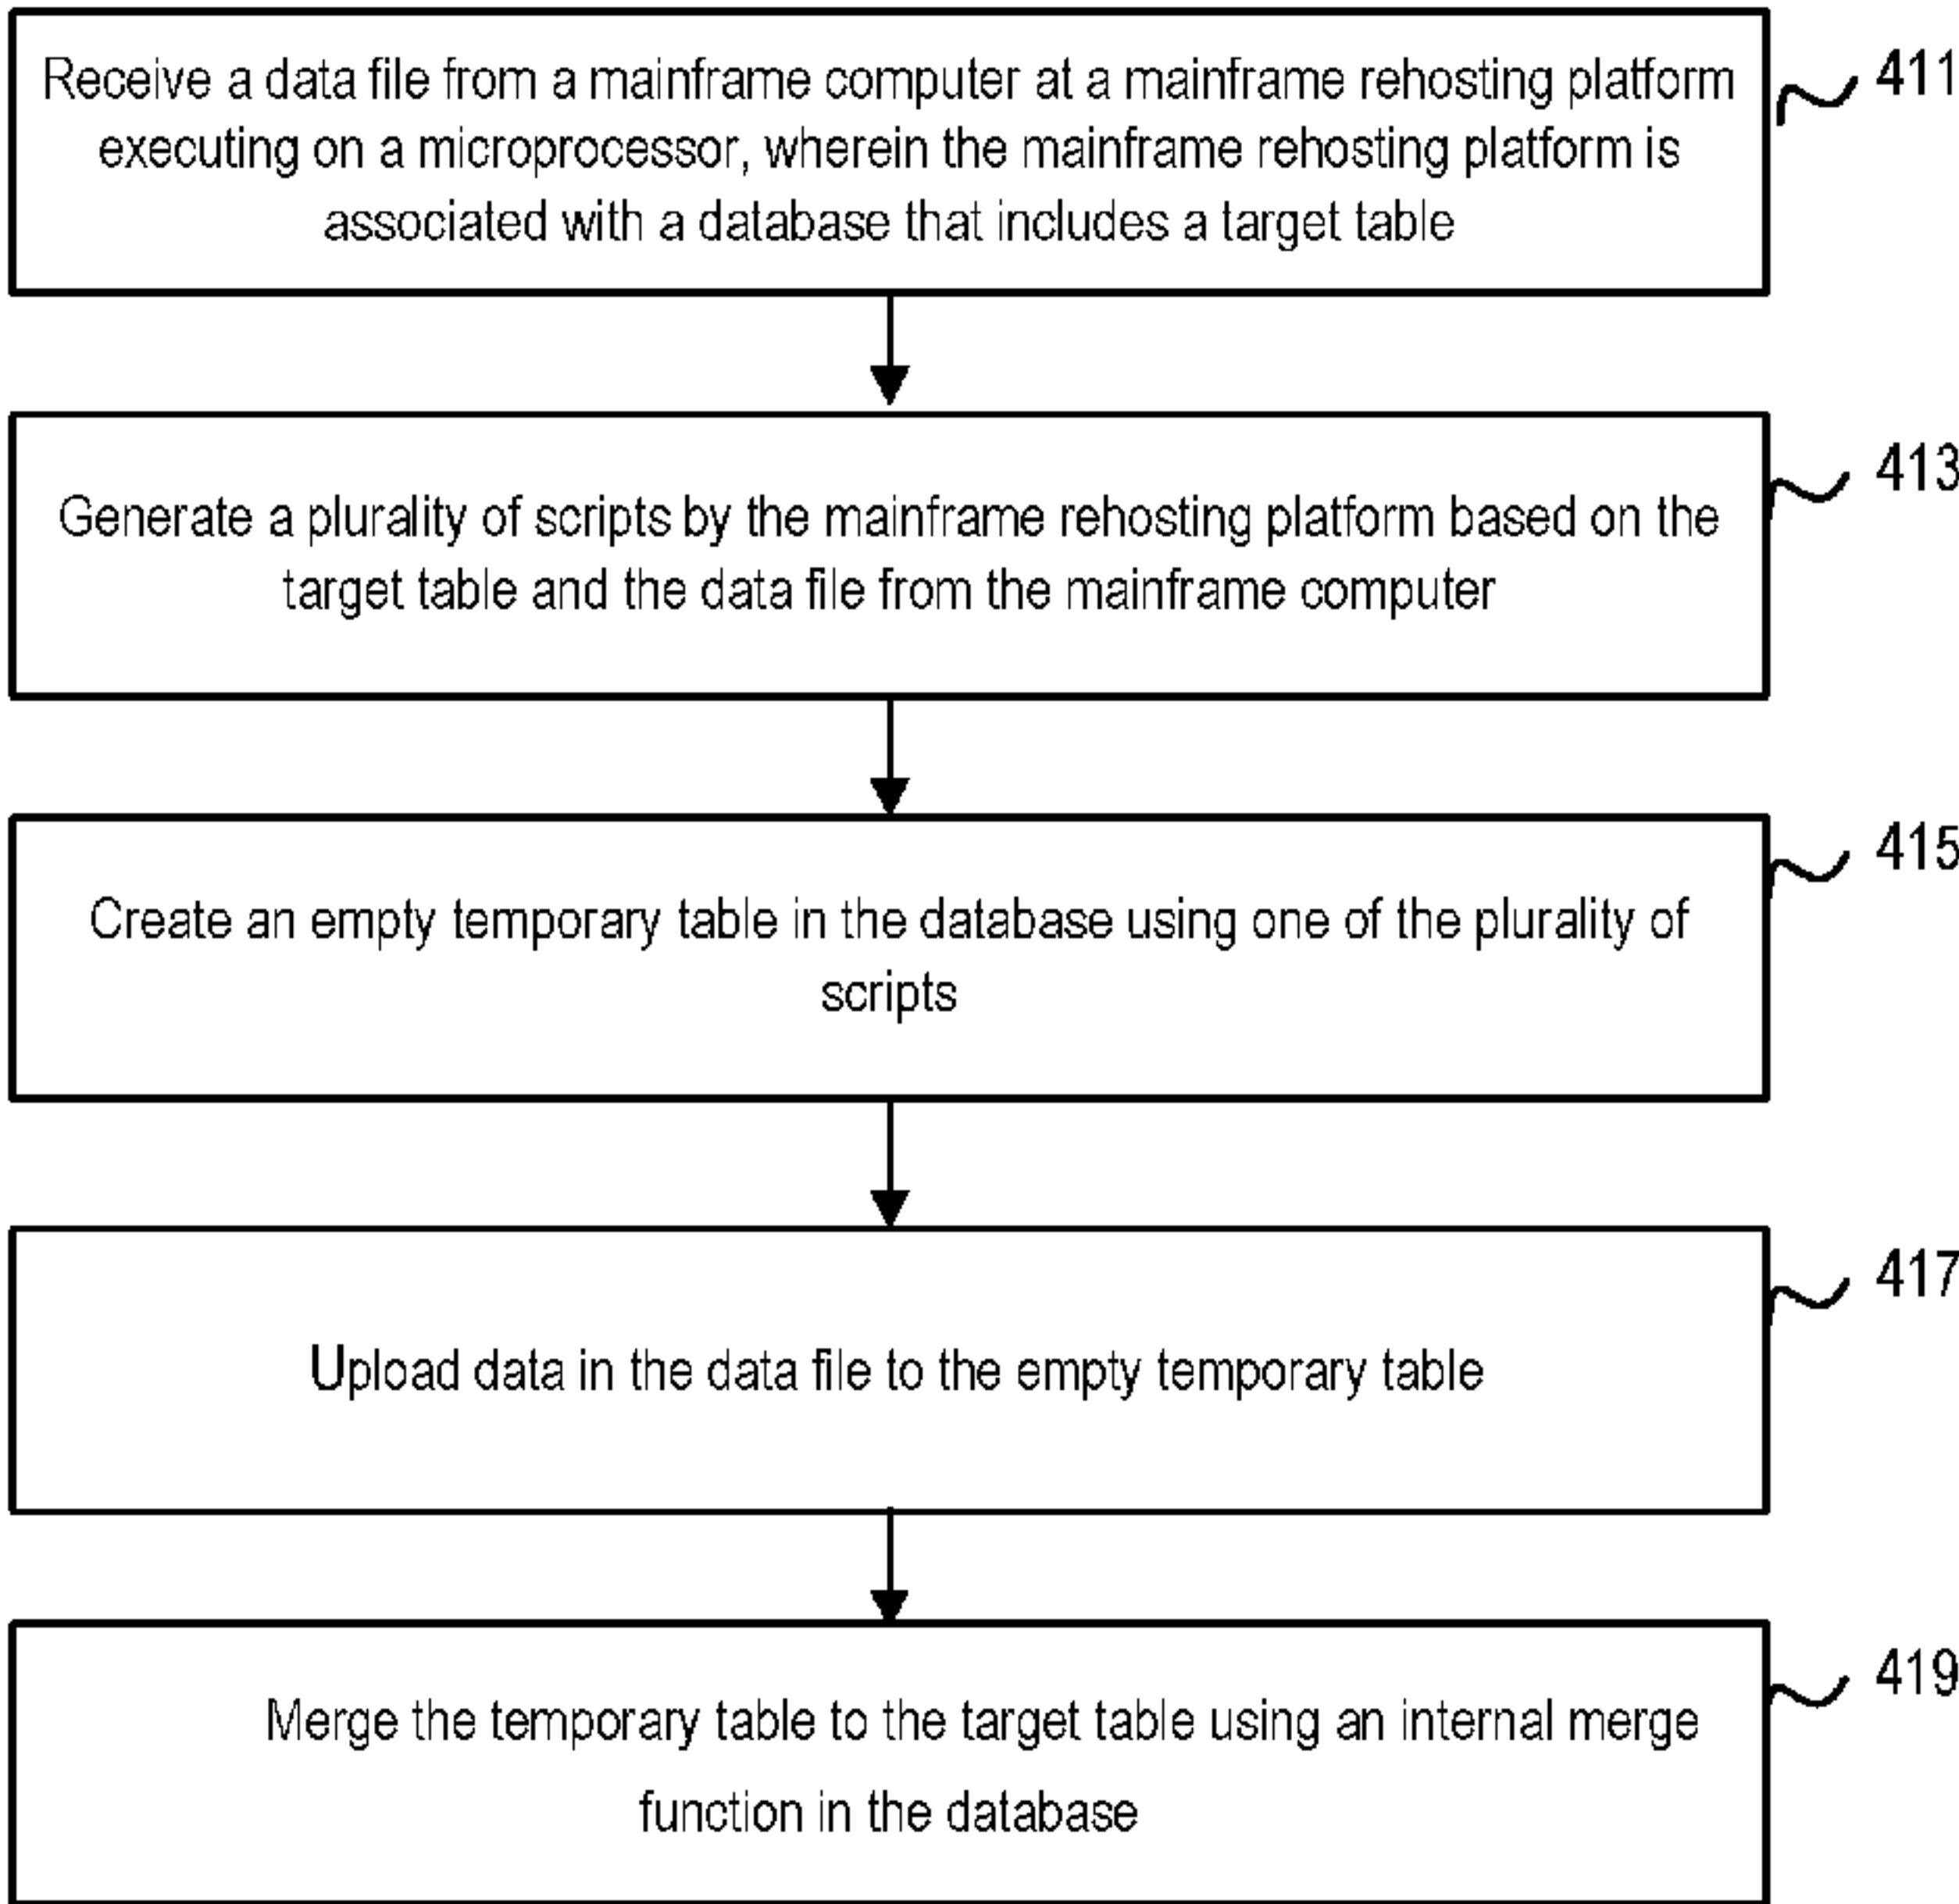 Receive a data file from a mainframe computer at a mainframe rehosting platform
executing on a microprocessor, wherein the mainframe rehosting platform is
associated with a database that includes a target table
411
Generate a plurality of scripts by the mainframe rehosting platform based on the
target table and the data file from the mainframe computer
413
Create an empty temporary table in the database using one of the plurality of
scripts
415
Upload data in the data file to the empty temporary table
417
Merge the temporary table to the target table using an internal merge
function in the database
419